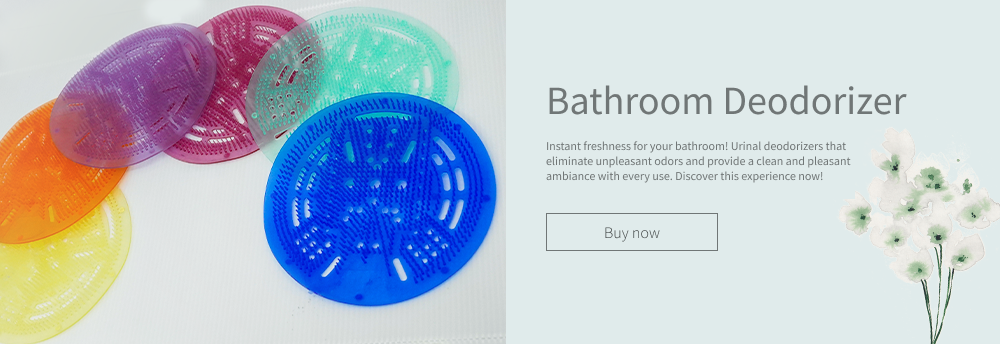 Bathroom Deodorizer
Instant freshness for your bathroom! Urinal deodorizers that
eliminate unpleasant odors and provide a clean and pleasant
ambiance with every use. Discover this experience now!
Buy now